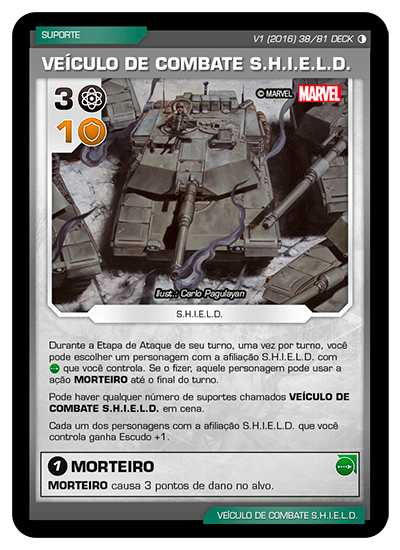 SUPORTE
V1 (2016) 38/81 DECK
VEÍCULO DE COMBATE S.H.I.E.L.D.
3
© MARVEL MARVEL
1
Ilust.: Carlo Pagulayan
S.H.I.E.L.D.
Durante a Etapa de Ataque de seu turno, uma vez por turno, você
pode escolher um personagem com a afiliação S.H.I.E.L.D. com
que você controla. Se o fizer, aquele personagem pode usar a
ação MORTEIRO até o final do turno.
Pode haver qualquer número de suportes chamados VEÍCULO DE
COMBATE S.H.I.E.L.D. em cena.
Cada um dos personagens com a afiliação S.H.I.E.L.D. que você
controla ganha Escudo +1.
1 MORTEIRO
MORTEIRO causa 3 pontos de dano no alvo.
VEÍCULO DE COMBATE S.H.I.E.L.D.